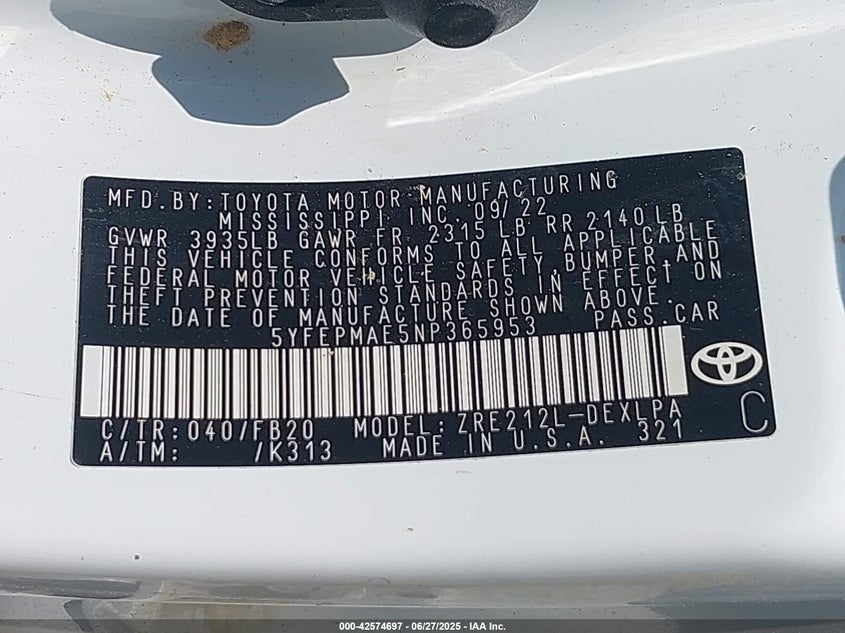 MFD.BY:TOYOTA MOTOR MANUFACTURING
MISSISSIPPI INC. 09/22
GVWR 3935LB GAWR FR. 2315 LB RR 2140 LB
THIS VEHICLE CONFORMS TO ALL APPLICABLE
FEDERAL MOTOR VEHICLE SAFETY, BUMPER, AND
THEFT PREVENTION STANDARDS IN EFFECT ON
THE DATE OF MANUFACTURE SHOWN ABOVE.
5YFEPMAE5NP365953 PASS.CAR
C/TR:040/FB20 MODEL:ZRE212L-DEXLPA
A/TM: /K313 MADE IN U.S.A. 321
C
000-42574697 - 06/27/2025 - IAA Inc.